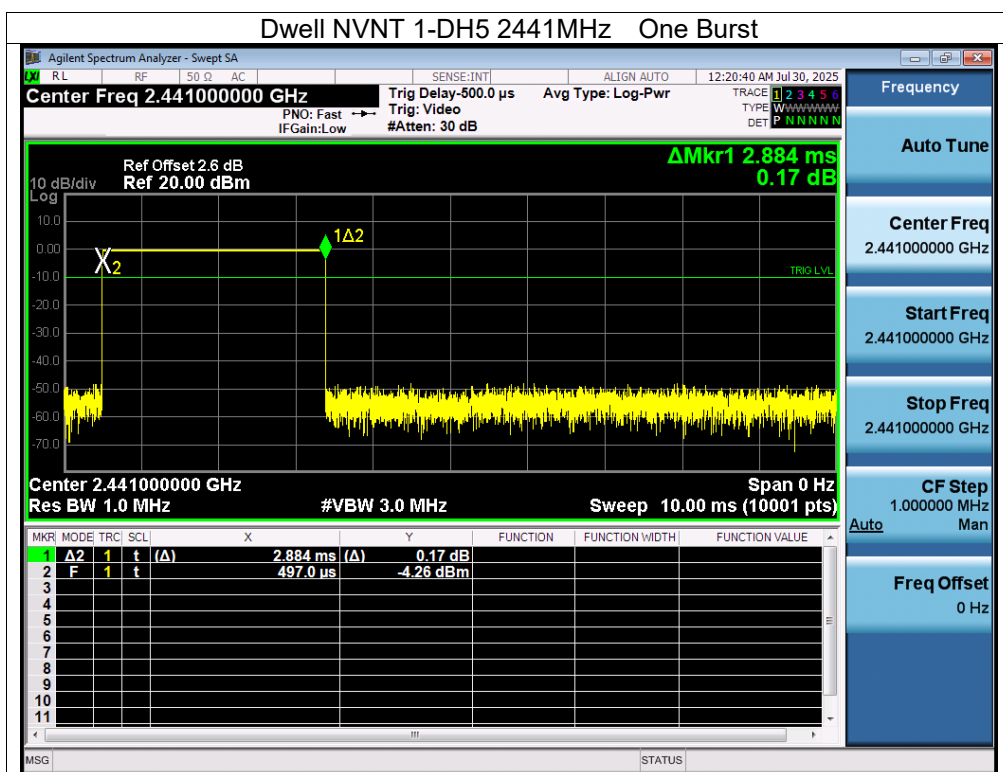 Dwell NVNT 1-DH5 2441MHz One Burst
Agilent Spectrum Analyzer - Swept SA
LXI RL RF 50 Ω AC SENSE:INT ALIGN AUTO 12:20:40 AM Jul 30, 2025
Center Freq 2.441000000 GHz Trig Delay-500.0 µs Avg Type: Log-Pwr TRACE 1 2 3 4 5 6
PNO: Fast Trig: Video TYPE WWWWWW
IFGain:Low #Atten: 30 dB DET P N N N N N
ΔMkr1 2.884 ms
0.17 dB
Ref Offset 2.6 dB
10 dB/div Ref 20.00 dBm
Log
10.0
0.00
-10.0
-20.0
-30.0
-40.0
-50.0
-60.0
-70.0
1Δ2
X2
TRIG LVL
Center 2.441000000 GHz Span 0 Hz
Res BW 1.0 MHz #VBW 3.0 MHz Sweep 10.00 ms (10001 pts)
MKR MODE TRC SCL X Y FUNCTION FUNCTION WIDTH FUNCTION VALUE
1 Δ2 1 t (Δ) 2.884 ms (Δ) 0.17 dB
2 F 1 t 497.0 µs -4.26 dBm
3
4
5
6
7
8
9
10
11
MSG STATUS
Frequency
Auto Tune
Center Freq
2.441000000 GHz
Start Freq
2.441000000 GHz
Stop Freq
2.441000000 GHz
CF Step
1.000000 MHz
Auto Man
Freq Offset
0 Hz